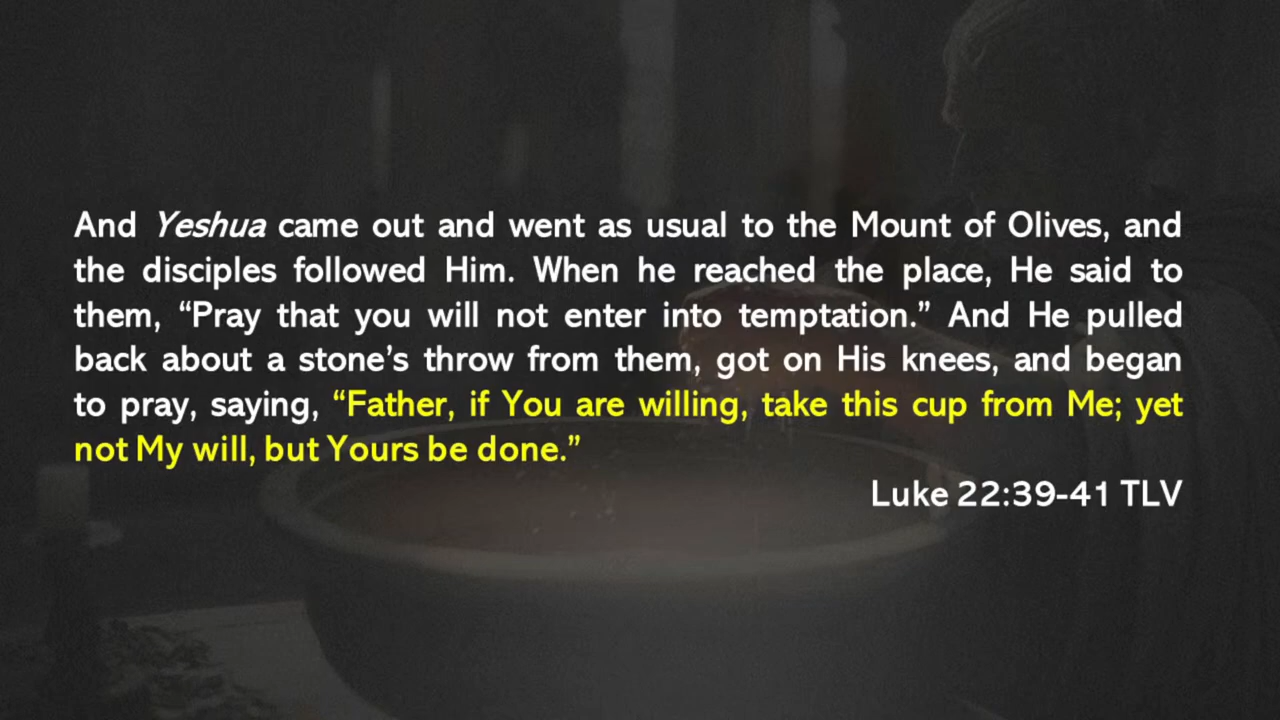 And Yeshua came out and went as usual to the Mount of Olives, and
the disciples followed Him. When he reached the place, He said to
them, “Pray that you will not enter into temptation.” And He pulled
back about a stone’s throw from them, got on His knees, and began
to pray, saying, “Father, if You are willing, take this cup from Me; yet
not My will, but Yours be done.”
Luke 22:39-41 TLV